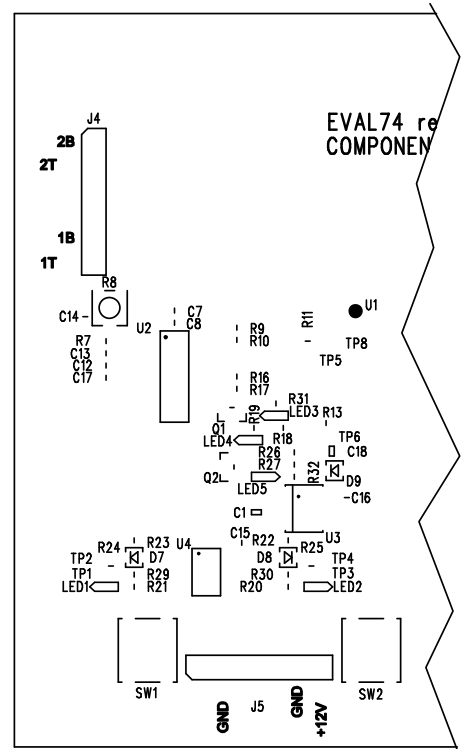 J4
EVAL74 re
COMPONEN
2B
2T
1B
1T
R8
C14
U2
C7
C8
R11
U1
R9
R10
TP8
TP5
R7
C13
C12
C17
R16
R17
R31
R19
LED3
R13
Q1
LED4
R18
TP6
R26
C18
R27
R32
Q2
LED5
D9
C16
C1
C15
U3
R24
R23
U4
R22
R25
TP2
D7
D8
TP4
TP1
R29
R30
TP3
LED1
R21
R20
LED2
SW1
J5
SW2
GND
GND
+12V